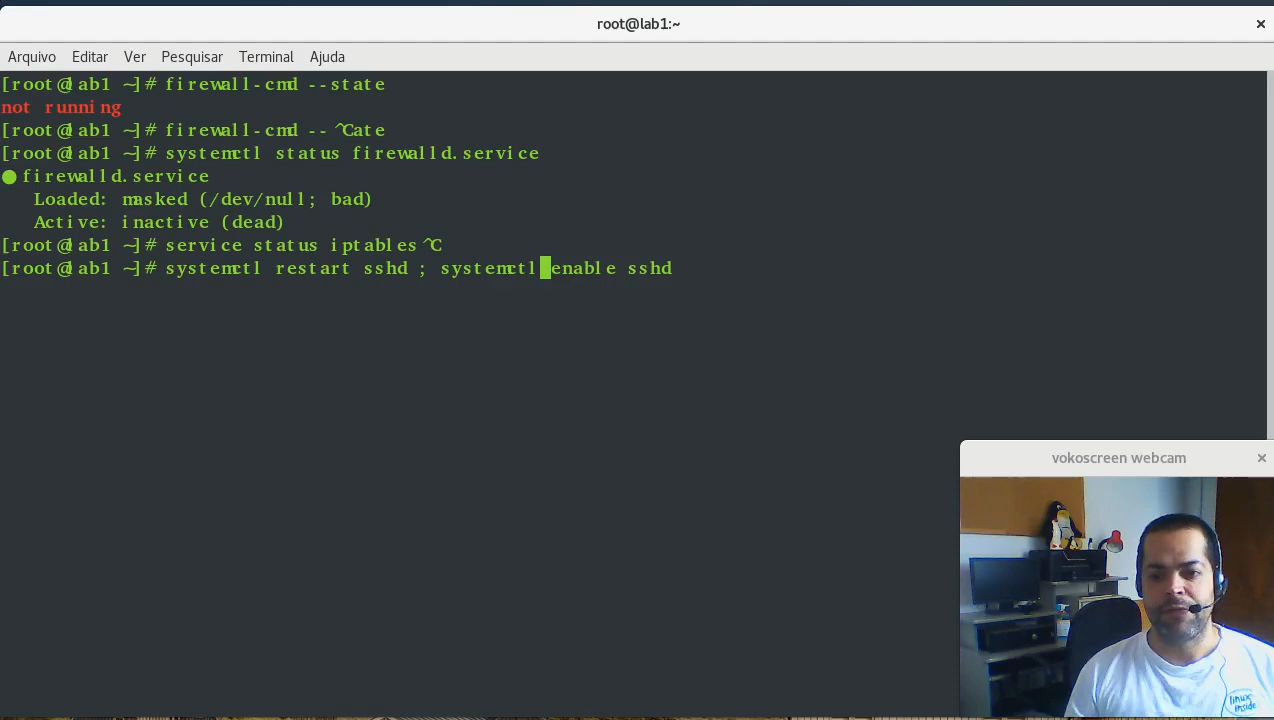 root@lab1:~ ×
Arquivo Editar Ver Pesquisar Terminal Ajuda
[root@lab1 ~]# firewall-cmd --state
not running
[root@lab1 ~]# firewall-cmd --^Cate
[root@lab1 ~]# systemctl status firewalld.service
● firewalld.service
Loaded: masked (/dev/null; bad)
Active: inactive (dead)
[root@lab1 ~]# service status iptables^C
[root@lab1 ~]# systemctl restart sshd ; systemctl enable sshd
vokoscreen webcam ×
linux
inside